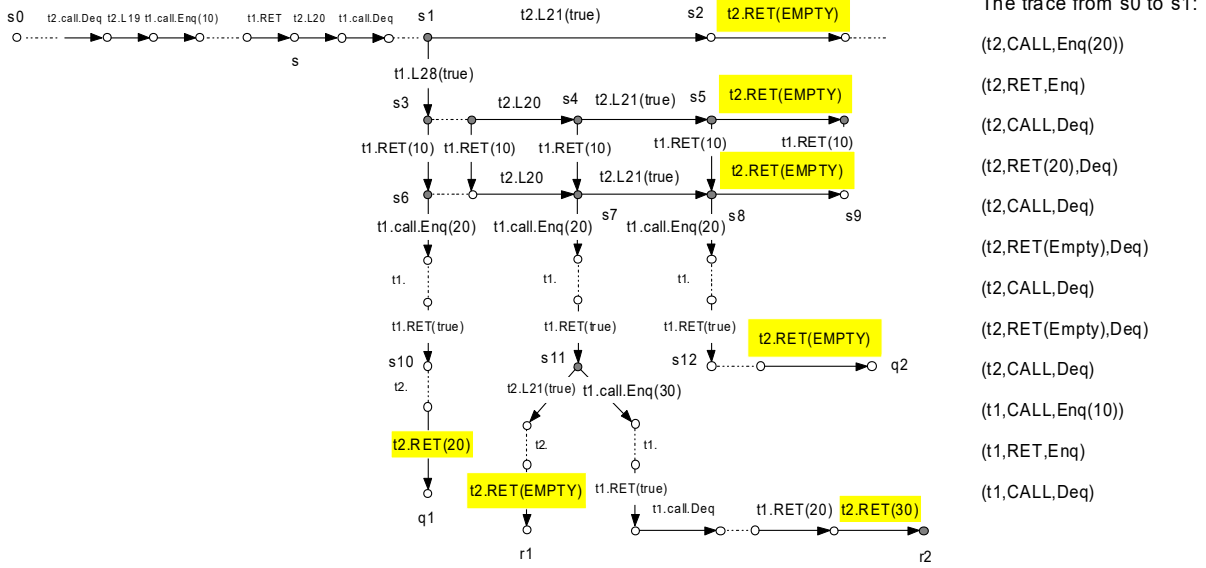 s0 t2.call.Deq t2.L19 t1.call.Enq(10) t1.RET t2.L20 t1.call.Deq s1 t2.L21(true) s2 t2.RET(EMPTY)
s
The trace from s0 to s1:
(t2,CALL,Enq(20))
(t2,RET,Enq)
(t2,CALL,Deq)
(t2,RET(20),Deq)
(t2,CALL,Deq)
(t2,RET(Empty),Deq)
(t2,CALL,Deq)
(t2,RET(Empty),Deq)
(t2,CALL,Deq)
(t1,CALL,Enq(10))
(t1,RET,Enq)
(t1,CALL,Deq)
t1.L28(true)
s3 t2.L20 s4 t2.L21(true) s5 t2.RET(EMPTY)
t1.RET(10) t1.RET(10) t1.RET(10) t1.RET(10) t1.RET(10)
t2.L20 t2.L21(true) t2.RET(EMPTY)
s6 s7 s8 s9
t1.call.Enq(20) t1.call.Enq(20) t1.call.Enq(20)
t1. t1. t1.
t1.RET(true) t1.RET(true) t1.RET(true) t2.RET(EMPTY)
s10 s11 s12 q2
t2. t2.L21(true) t1.call.Enq(30)
t2.RET(20) t2. t1.
t2.RET(EMPTY) t1.RET(true)
q1 t1.call.Deq t1.RET(20) t2.RET(30)
r1 r2